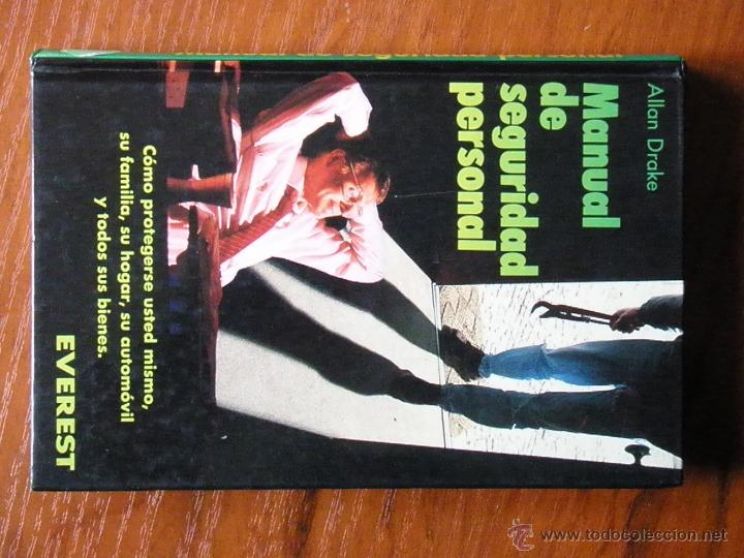 Allan Drake
Manual
de
seguridad
personal
Cómo protegerse usted mismo,
su familia, su hogar, su automóvil
y todos sus bienes.
EVEREST
www.todocoleccion.net